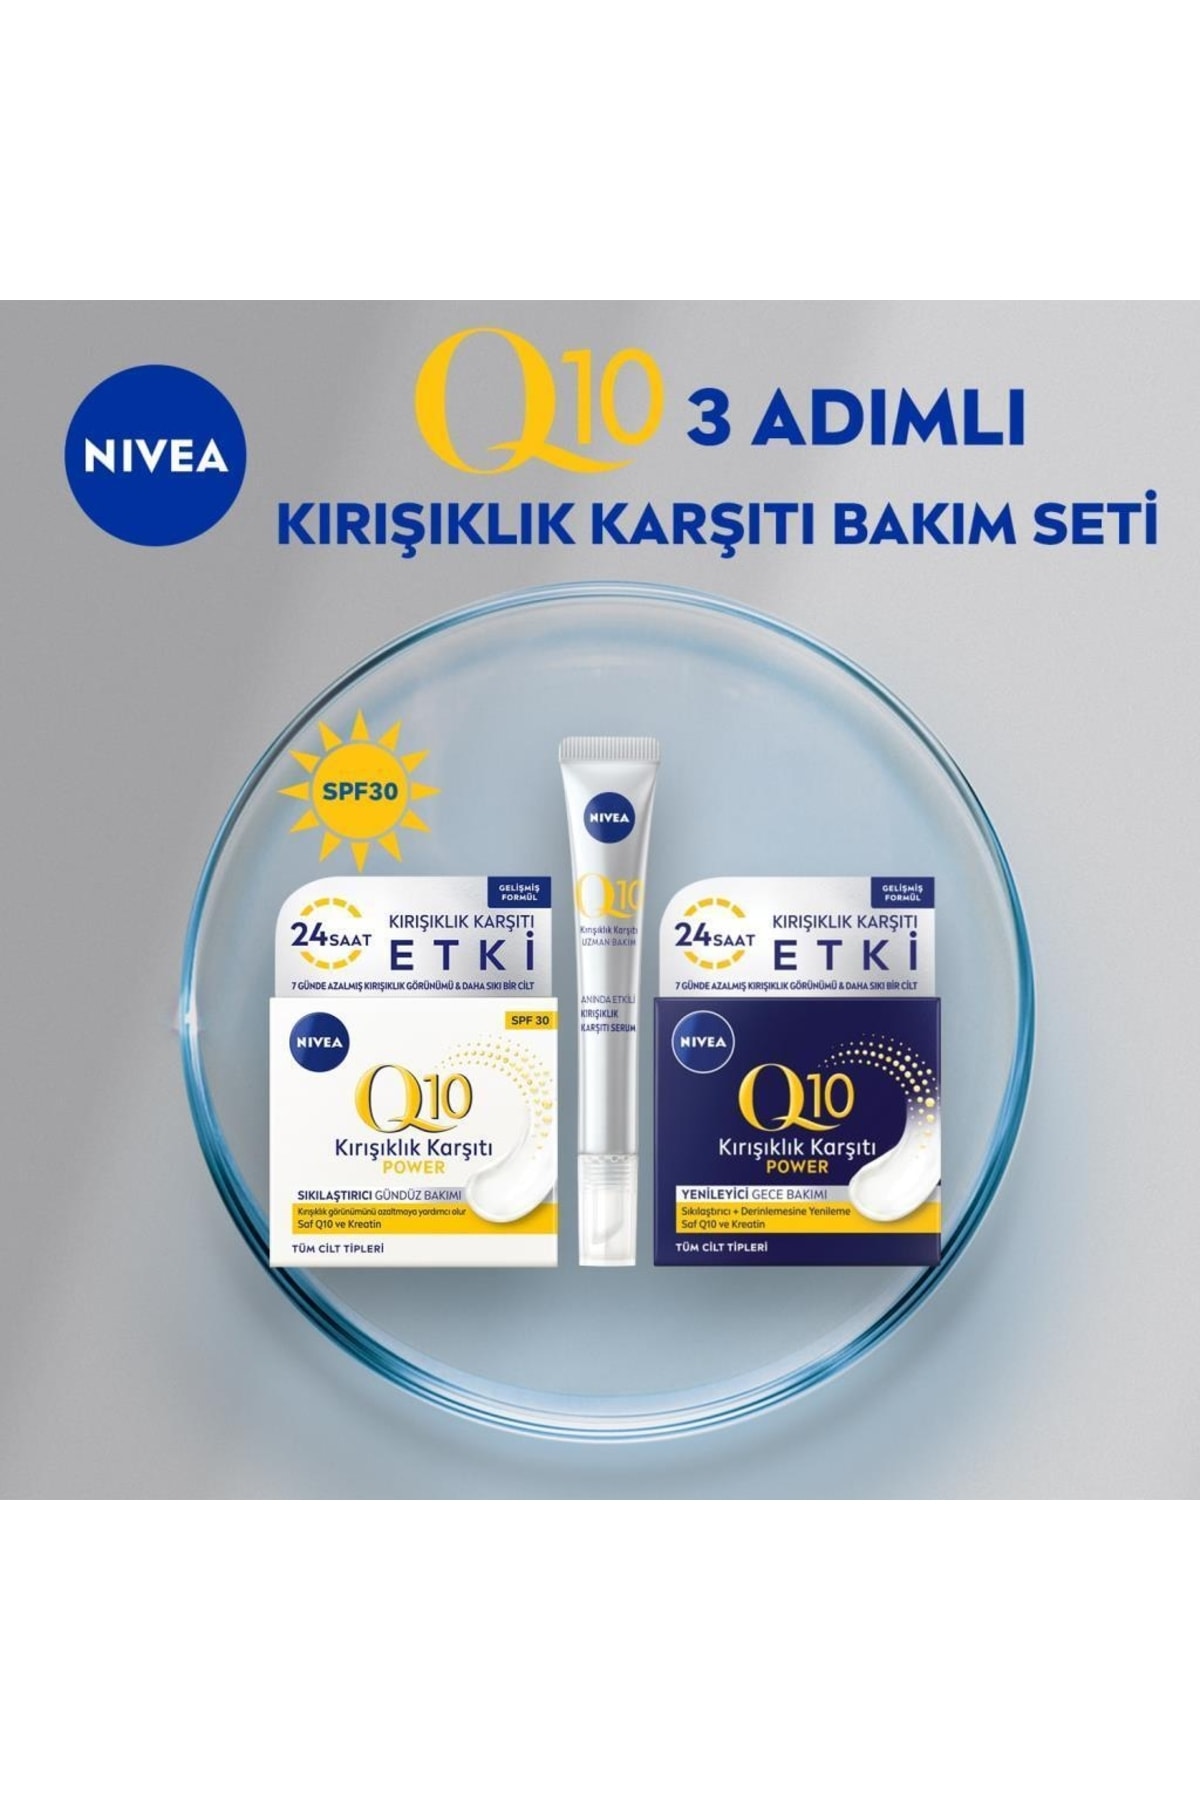 NIVEA
Q10 3 ADIMLI
KIRIŞIKLIK KARŞITI BAKIM SETİ
SPF30
GELİŞMİŞ
FORMÜL
24 SAAT
KIRIŞIKLIK KARŞITI
ETKİ
7 GÜNDE AZALMIŞ KIRIŞIKLIK GÖRÜNÜMÜ & DAHA SIKI BİR CİLT
SPF 30
NIVEA
Q10
Kırışıklık Karşıtı
POWER
SIKILAŞTIRICI GÜNDÜZ BAKIMI
Kırışıklık görünümünü azaltmaya yardımcı olur
Saf Q10 ve Kreatin
TÜM CİLT TİPLERİ
NIVEA
Q10
Kırışıklık Karşıtı
UZMAN BAKIM
ANINDA ETKİLİ
KIRIŞIKLIK
KARŞITI SERUM
GELİŞMİŞ
FORMÜL
24 SAAT
KIRIŞIKLIK KARŞITI
ETKİ
7 GÜNDE AZALMIŞ KIRIŞIKLIK GÖRÜNÜMÜ & DAHA SIKI BİR CİLT
NIVEA
Q10
Kırışıklık Karşıtı
POWER
YENİLEYİCİ GECE BAKIMI
Sıkılaştırıcı + Derinlemesine Yenileme
Saf Q10 ve Kreatin
TÜM CİLT TİPLERİ